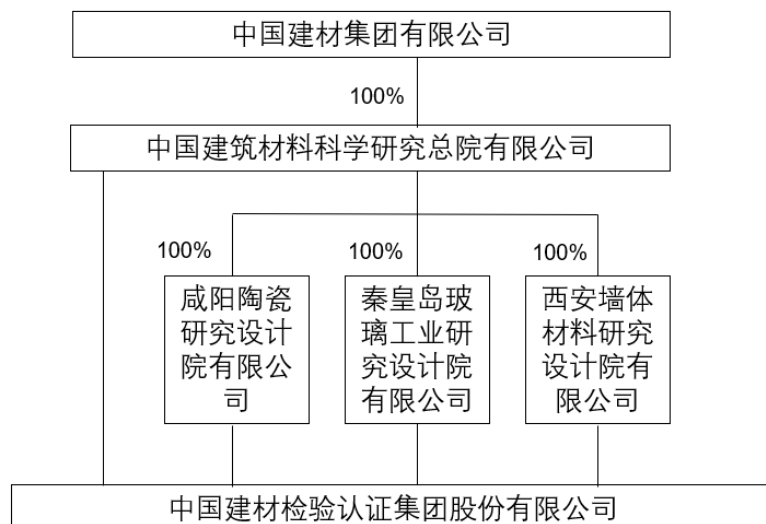 中国建材集团有限公司
100%
中国建筑材料科学研究总院有限公司
100%
100%
100%
咸阳陶瓷
研究设计
院有限公
司
秦皇岛玻
璃工业研
究设计院
有限公司
西安墙体
材料研究
设计院有
限公司
中国建材检验认证集团股份有限公司